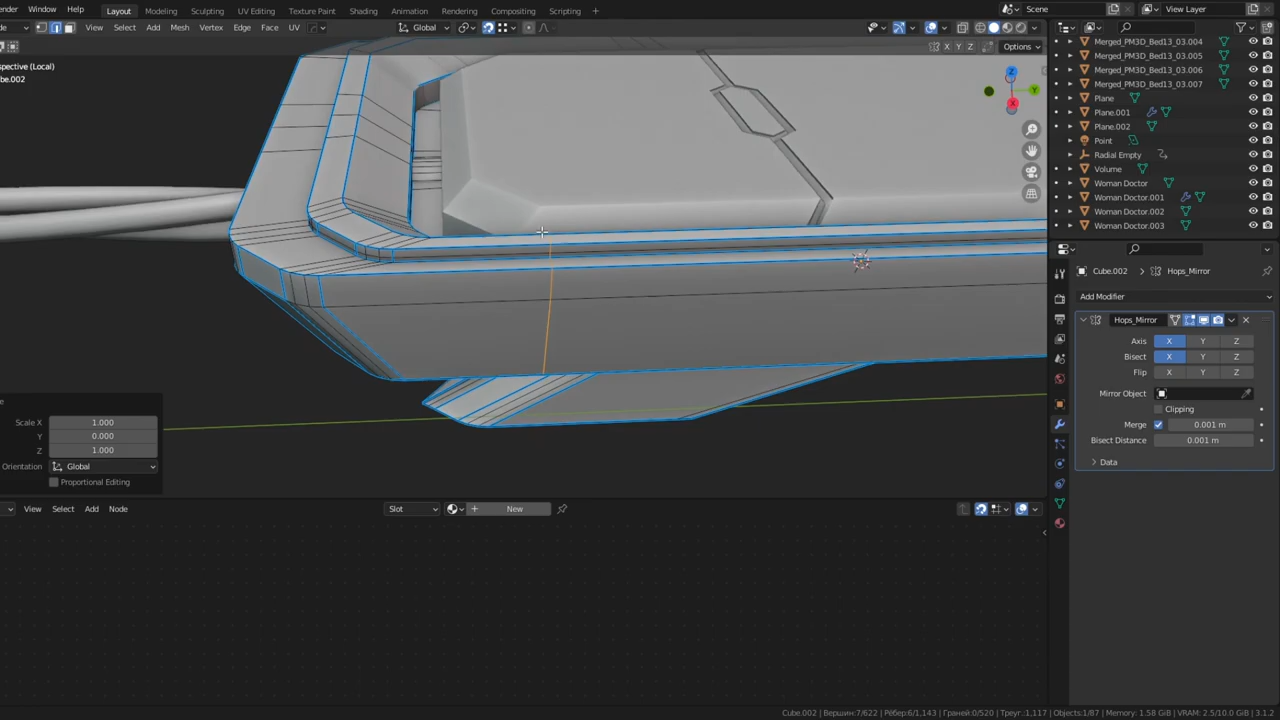 ender Window Help Layout Modeling Sculpting UV Editing Texture Paint Shading Animation Rendering Compositing Scripting + Scene View Layer
View Select Add Mesh Vertex Edge Face UV Global
X Y Z Options
spective (Local)
Cube.002
Z
Y
X
Merged_PM3D_Bed13_03.004
Merged_PM3D_Bed13_03.005
Merged_PM3D_Bed13_03.006
Merged_PM3D_Bed13_03.007
Plane
Plane.001
Plane.002
Point
Radial Empty
Volume
Woman Doctor
Woman Doctor.001
Woman Doctor.002
Woman Doctor.003
Cube.002 > Hops_Mirror
Add Modifier
Hops_Mirror
Axis X Y Z
Bisect X Y Z
Flip X Y Z
Mirror Object
Clipping
Merge 0.001 m
Bisect Distance 0.001 m
Data
e
Scale X 1.000
Y 0.000
Z 1.000
Orientation Global
Proportional Editing
View Select Add Node Slot + New
Cube.002 | Вершин:7/622 | Рёбер:6/1,143 | Граней:0/520 | Треуг.:1,117 | Objects:1/87 | Memory: 1.58 GiB | VRAM: 2.5/10.0 GiB | 3.1.2